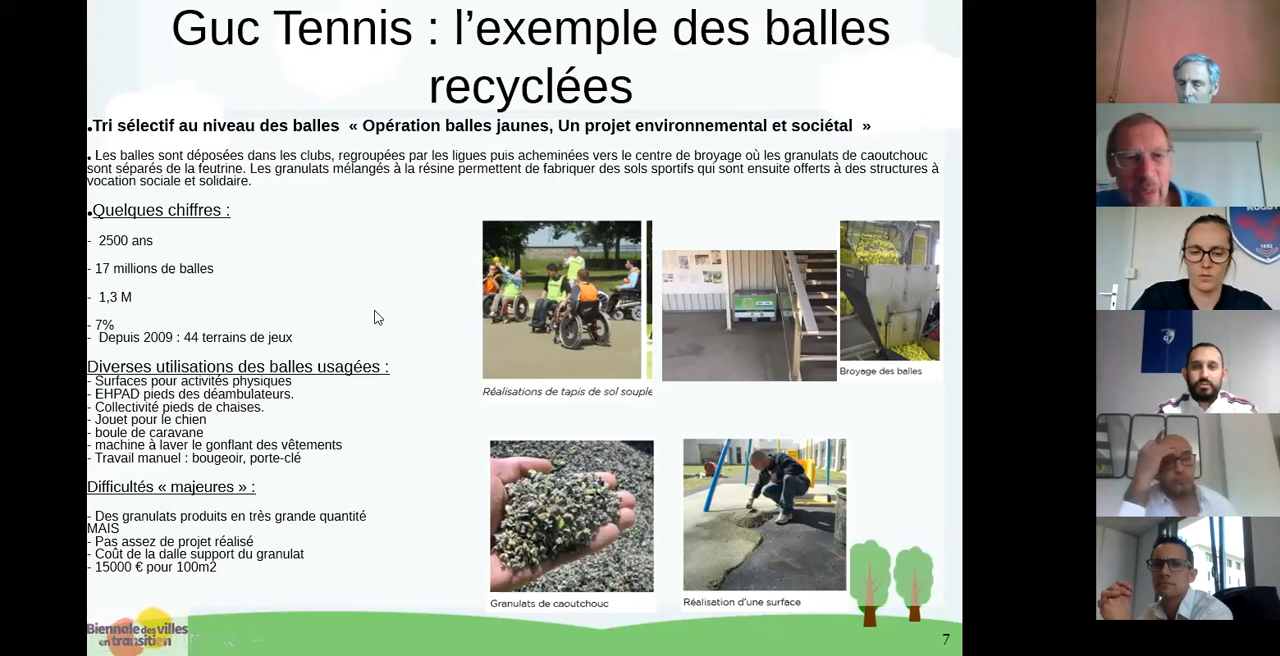 Guc Tennis : l’exemple des balles
recyclées
•Tri sélectif au niveau des balles « Opération balles jaunes, Un projet environnemental et sociétal »
• Les balles sont déposées dans les clubs, regroupées par les ligues puis acheminées vers le centre de broyage où les granulats de caoutchouc
sont séparés de la feutrine. Les granulats mélangés à la résine permettent de fabriquer des sols sportifs qui sont ensuite offerts à des structures à
vocation sociale et solidaire.
•Quelques chiffres :
- 2500 ans
- 17 millions de balles
- 1,3 M
- 7%
- Depuis 2009 : 44 terrains de jeux
Diverses utilisations des balles usagées :
- Surfaces pour activités physiques
- EHPAD pieds des déambulateurs.
- Collectivité pieds de chaises.
- Jouet pour le chien
- boule de caravane
- machine à laver le gonflant des vêtements
- Travail manuel : bougeoir, porte-clé
Difficultés « majeures » :
- Des granulats produits en très grande quantité
MAIS
- Pas assez de projet réalisé
- Coût de la dalle support du granulat
- 15000 € pour 100m2
Réalisations de tapis de sol souple
Broyage des balles
Granulats de caoutchouc
Réalisation d’une surface
Biennale des villes
en transition
7
RUGBY
1892